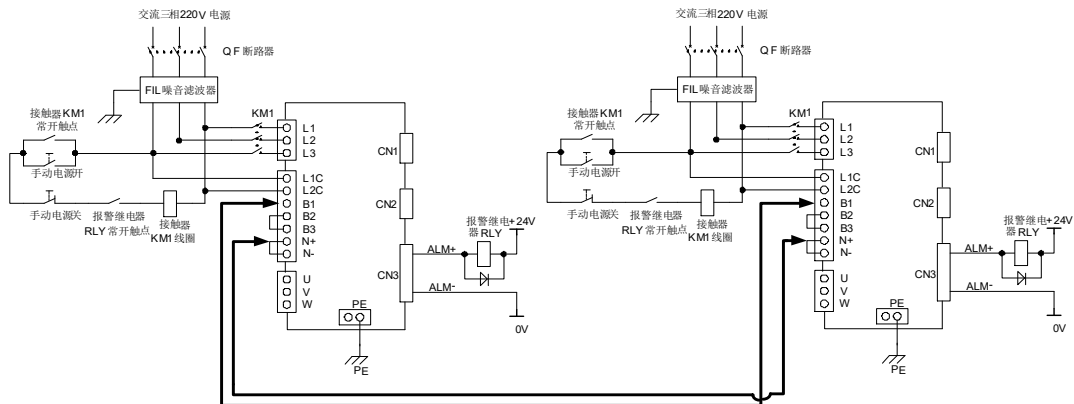 交流三相220V 电源
QF 断路器
FIL噪音滤波器
接触器KM1
常开触点
KM1
手动电源开
L1
L2
L3
CN1
L1C
L2C
B1
B2
B3
N+
N-
CN2
手动电源关
报警继电器
RLY 常开触点
接触器
KM1线圈
报警继电
器RLY
+24V
ALM+
CN3
ALM-
0V
U
V
W
PE
PE
交流三相220V 电源
QF 断路器
FIL噪音滤波器
接触器KM1
常开触点
KM1
手动电源开
L1
L2
L3
CN1
L1C
L2C
B1
B2
B3
N+
N-
CN2
手动电源关
报警继电器
RLY 常开触点
接触器
KM1线圈
报警继电
器RLY
+24V
ALM+
CN3
ALM-
0V
U
V
W
PE
PE